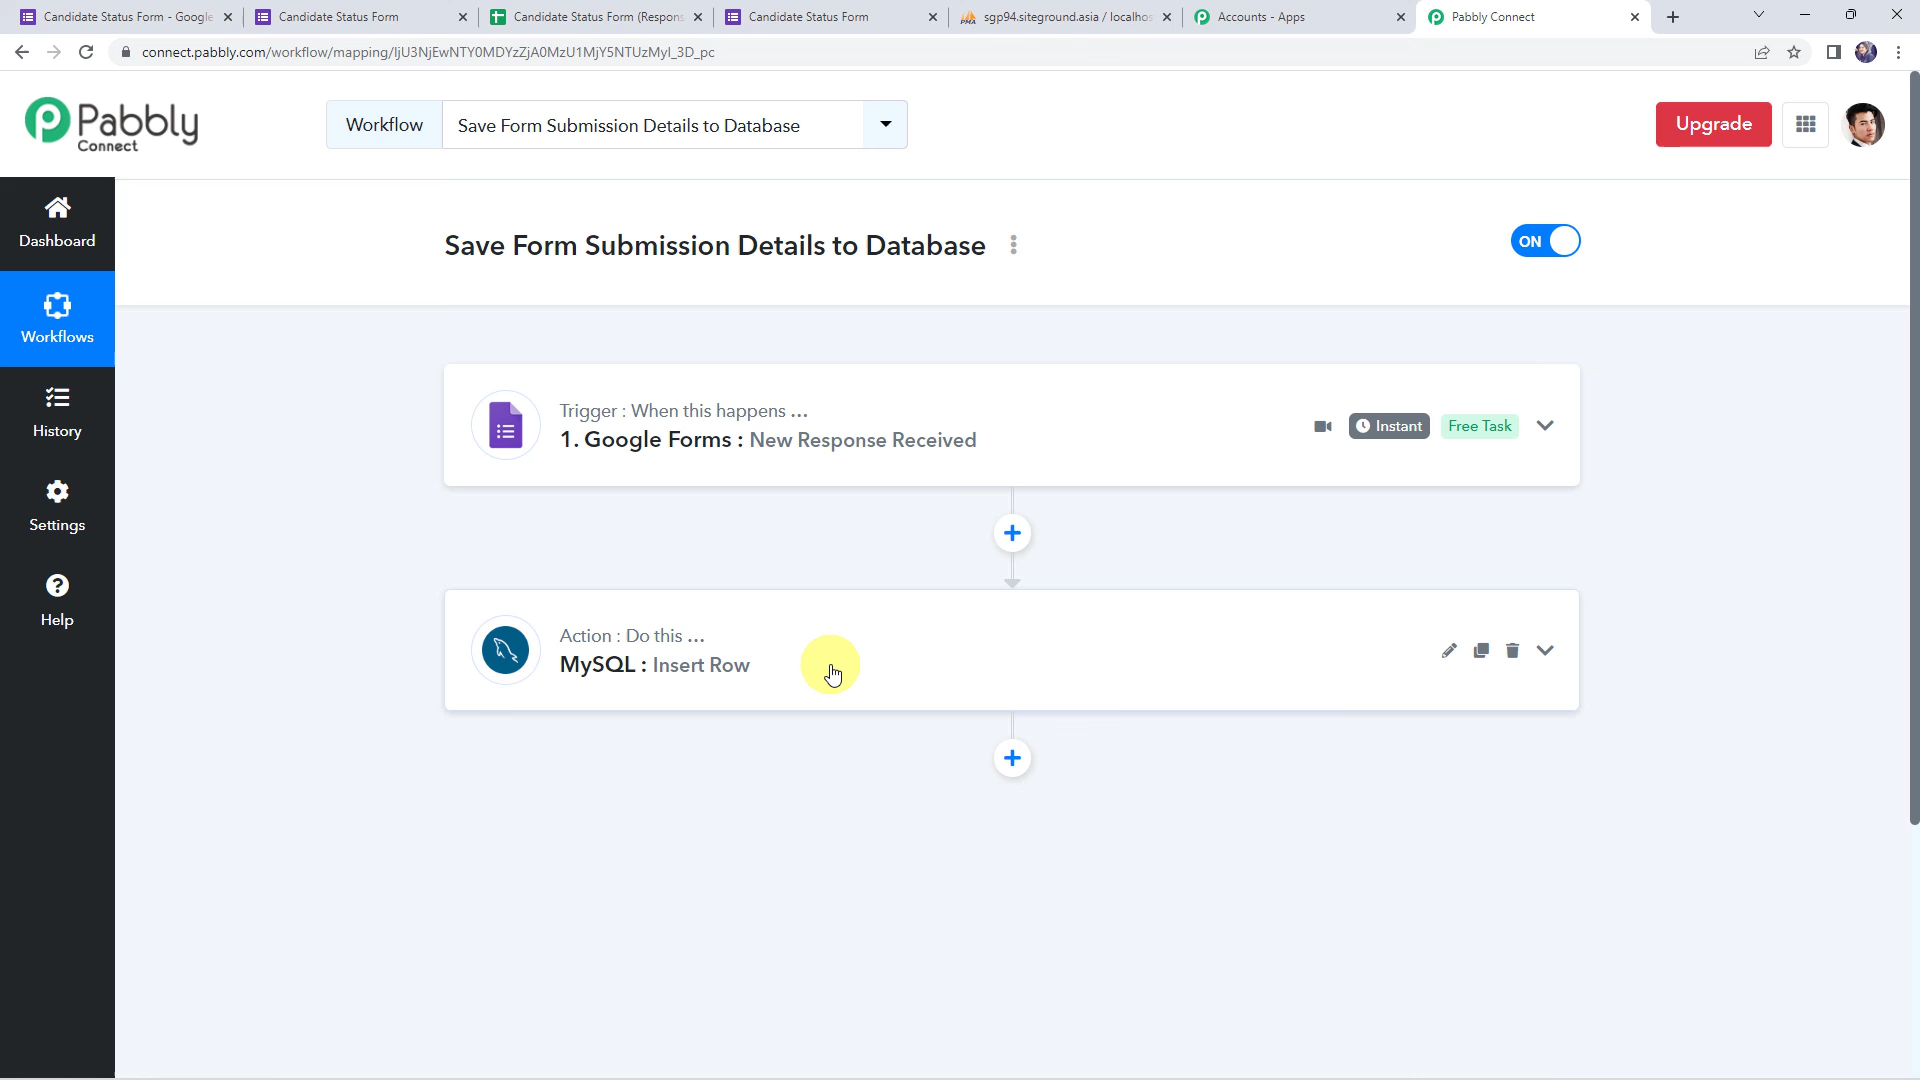 Candidate Status Form - Google
Candidate Status Form
Candidate Status Form (Respons
Candidate Status Form
sgp94.siteground.asia / localhos
Accounts - Apps
Pabbly Connect
connect.pabbly.com/workflow/mapping/
Pabbly
Connect
Workflow
Save Form Submission Details to Database
Upgrade
Dashboard
Workflows
History
Settings
Help
Save Form Submission Details to Database
ON
Trigger : When this happens ...
1. Google Forms : New Response Received
Instant
Free Task
Action : Do this ...
MySQL : Insert Row